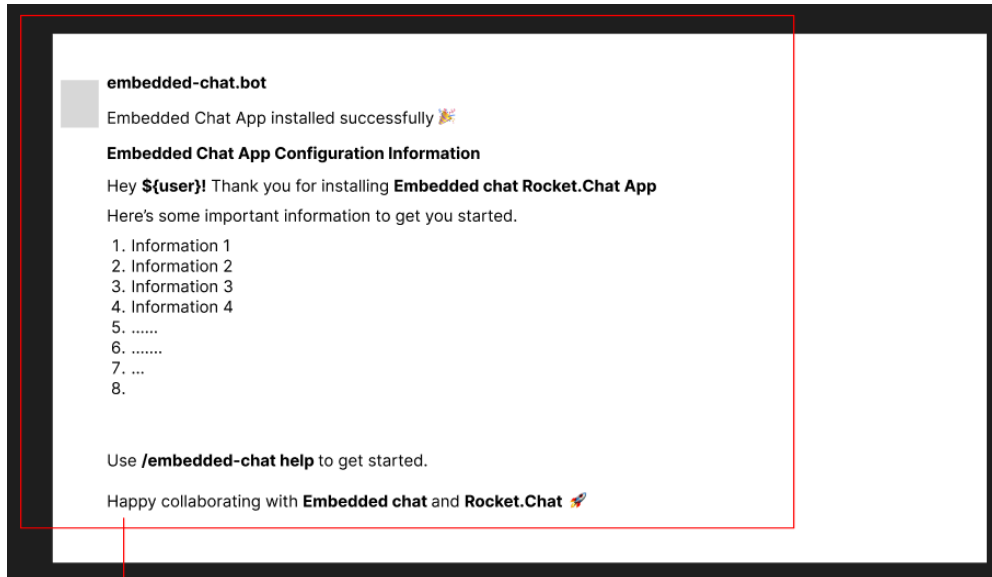 embedded-chat.bot
Embedded Chat App installed successfully 🎉
Embedded Chat App Configuration Information
Hey ${user}! Thank you for installing Embedded chat Rocket.Chat App
Here’s some important information to get you started.
1. Information 1
2. Information 2
3. Information 3
4. Information 4
5. ......
6. .......
7. ...
8.
Use /embedded-chat help to get started.
Happy collaborating with Embedded chat and Rocket.Chat 🚀